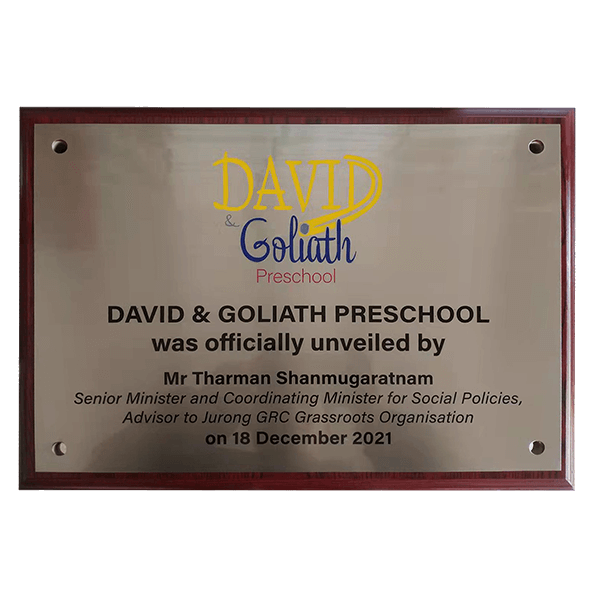 DAVID
& Goliath
Preschool
DAVID & GOLIATH PRESCHOOL
was officially unveiled by
Mr Tharman Shanmugaratnam
Senior Minister and Coordinating Minister for Social Policies,
Advisor to Jurong GRC Grassroots Organisation
on 18 December 2021